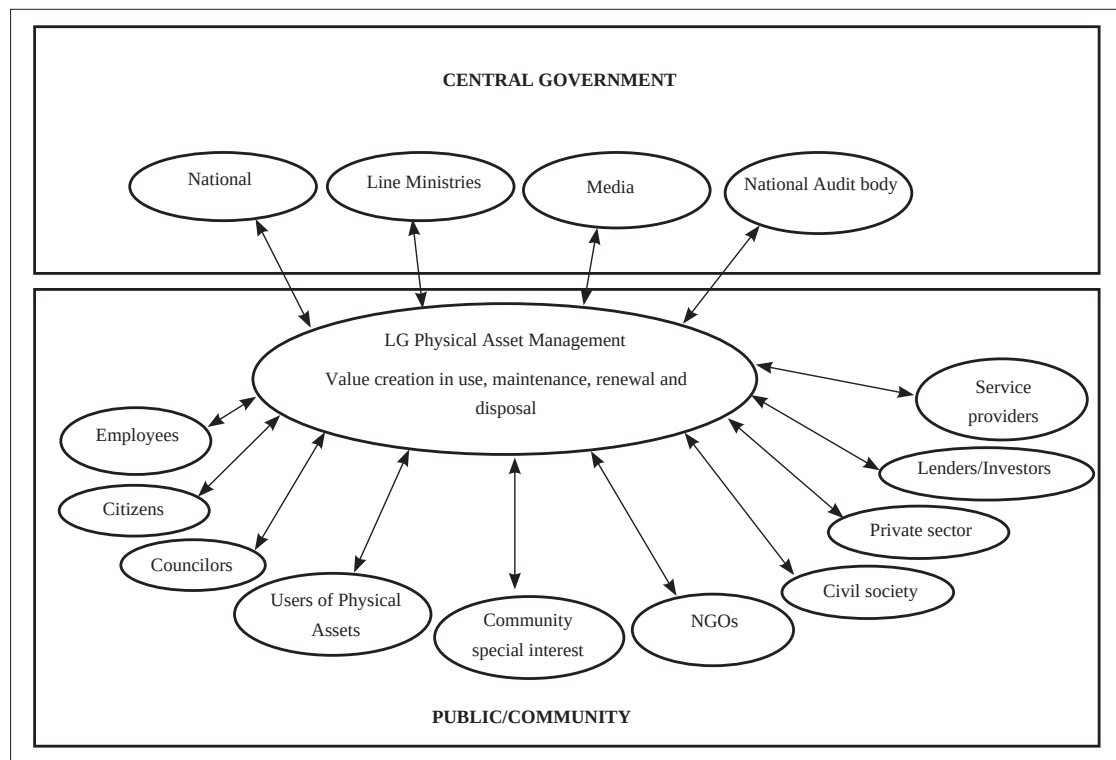 CENTRAL GOVERNMENT
National
Line Ministries
Media
National Audit body
LG Physical Asset Management
Value creation in use, maintenance, renewal and
disposal
Service
providers
Employees
Lenders/Investors
Citizens
Private sector
Councilors
Civil society
Users of Physical
Assets
Community
special interest
NGOs
PUBLIC/COMMUNITY